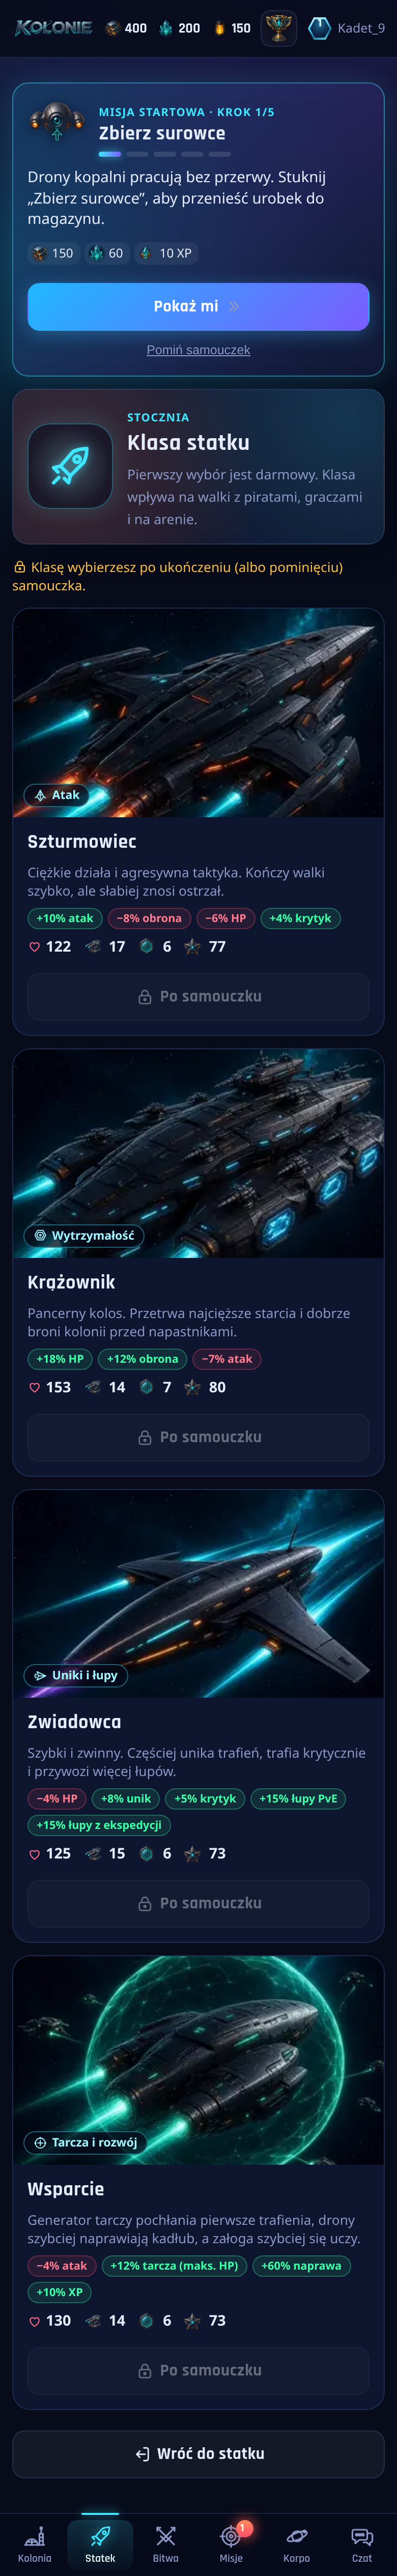 KOLONIE 400 200 150 Kadet_9
MISJA STARTOWA · KROK 1/5
Zbierz surowce
Drony kopalni pracują bez przerwy. Stuknij
„Zbierz surowce”, aby przenieść urobek do
magazynu.
150 60 10 XP
Pokaż mi
Pomiń samouczek
STOCZNIA
Klasa statku
Pierwszy wybór jest darmowy. Klasa
wpływa na walki z piratami, graczami
i na arenie.
Klasę wybierzesz po ukończeniu (albo pominięciu)
samouczka.
Atak
Szturmowiec
Ciężkie działa i agresywna taktyka. Kończy walki
szybko, ale słabiej znosi ostrzał.
+10% atak −8% obrona −6% HP +4% krytyk
122 17 6 77
Po samouczku
Wytrzymałość
Krążownik
Pancerny kolos. Przetrwa najcięższe starcia i dobrze
broni kolonii przed napastnikami.
+18% HP +12% obrona −7% atak
153 14 7 80
Po samouczku
Uniki i łupy
Zwiadowca
Szybki i zwinny. Częściej unika trafień, trafia krytycznie
i przywozi więcej łupów.
−4% HP +8% unik +5% krytyk +15% łupy PvE
+15% łupy z ekspedycji
125 15 6 73
Po samouczku
Tarcza i rozwój
Wsparcie
Generator tarczy pochłania pierwsze trafienia, drony
szybciej naprawiają kadłub, a załoga szybciej się uczy.
−4% atak +12% tarcza (maks. HP) +60% naprawa
+10% XP
130 14 6 73
Po samouczku
Wróć do statku
1
Kolonia Statek Bitwa Misje Korpo Czat